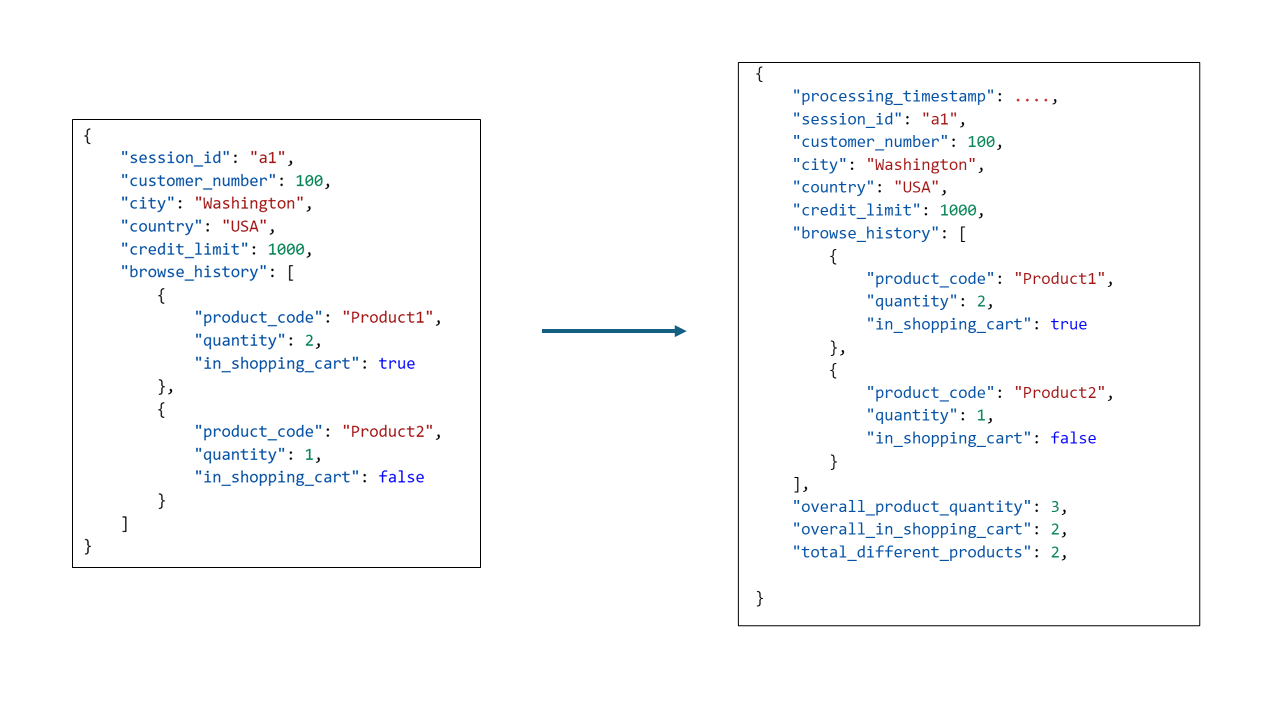 {
"session_id": "a1",
"customer_number": 100,
"city": "Washington",
"country": "USA",
"credit_limit": 1000,
"browse_history": [
{
"product_code": "Product1",
"quantity": 2,
"in_shopping_cart": true
},
{
"product_code": "Product2",
"quantity": 1,
"in_shopping_cart": false
}
]
}
{
"processing_timestamp": ....,
"session_id": "a1",
"customer_number": 100,
"city": "Washington",
"country": "USA",
"credit_limit": 1000,
"browse_history": [
{
"product_code": "Product1",
"quantity": 2,
"in_shopping_cart": true
},
{
"product_code": "Product2",
"quantity": 1,
"in_shopping_cart": false
}
],
"overall_product_quantity": 3,
"overall_in_shopping_cart": 2,
"total_different_products": 2,
}